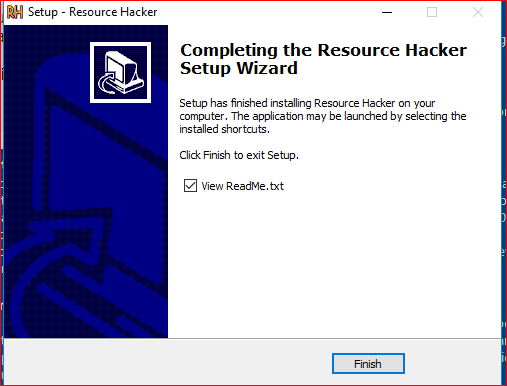 RH Setup - Resource Hacker
Completing the Resource Hacker
Setup Wizard
Setup has finished installing Resource Hacker on your
computer. The application may be launched by selecting the
installed shortcuts.
Click Finish to exit Setup.
View ReadMe.txt
Finish